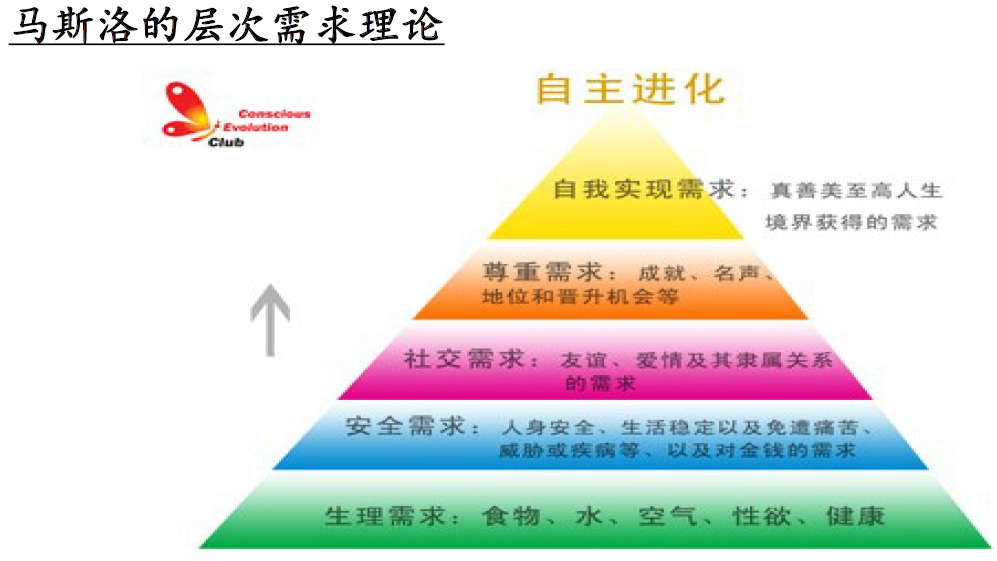 马斯洛的层次需求理论
Conscious
Evolution
Club
自主进化
自我实现需求：真善美至高人生
境界获得的需求
尊重需求：成就、名声、
地位和晋升机会等
社交需求：友谊、爱情及其隶属关系
的需求
安全需求：人身安全、生活稳定以及免遭痛苦、
威胁或疾病等、以及对金钱的需求
生理需求：食物、水、空气、性欲、健康